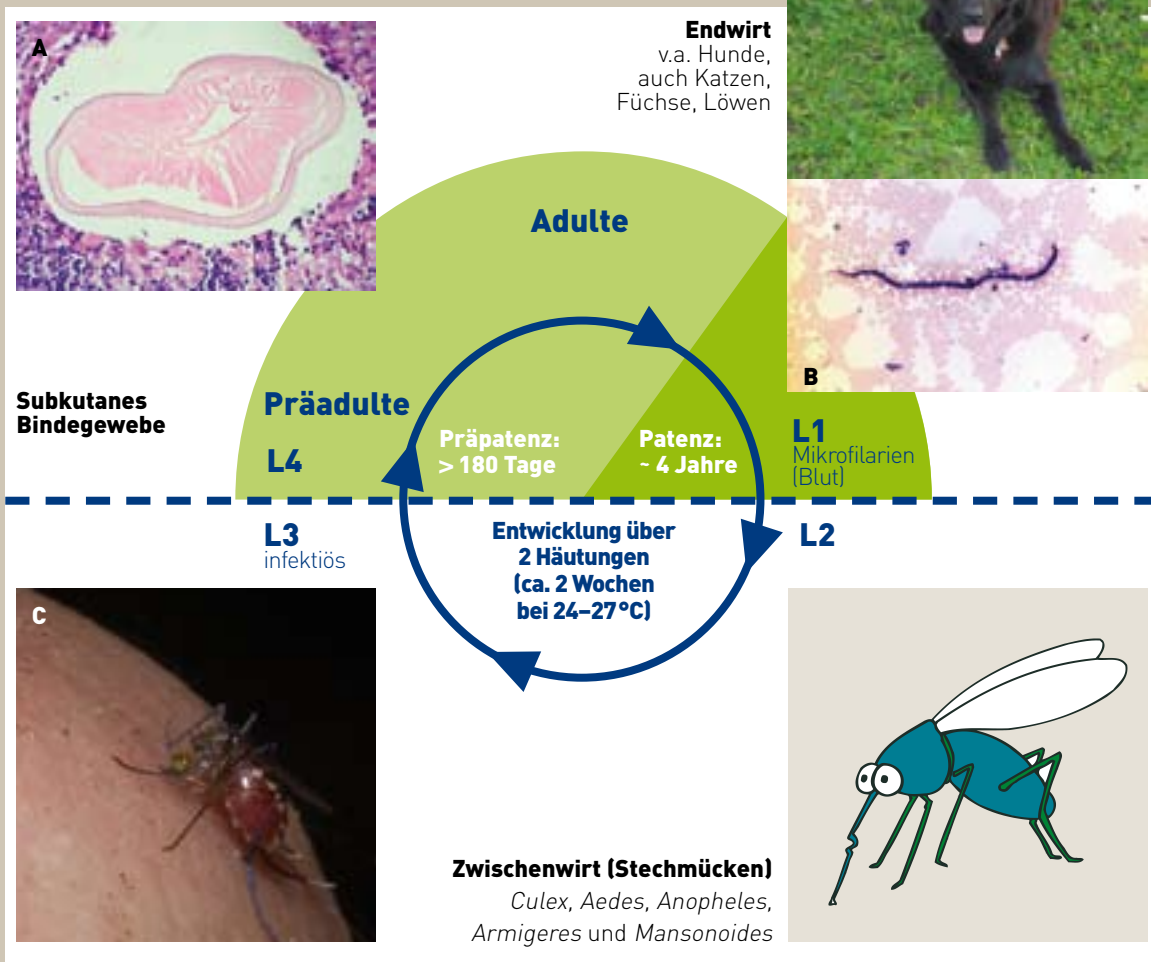 A
Endwirt
v.a. Hunde,
auch Katzen,
Füchse, Löwen
Adulte
B
Subkutanes
Bindegewebe
Präadulte
L4
Präpatenz:
> 180 Tage
Patenz:
~ 4 Jahre
L1
Mikrofilarien
(Blut)
L3
infektiös
Entwicklung über
2 Häutungen
(ca. 2 Wochen
bei 24–27°C)
L2
C
Zwischenwirt (Stechmücken)
Culex, Aedes, Anopheles,
Armigeres und Mansonoides